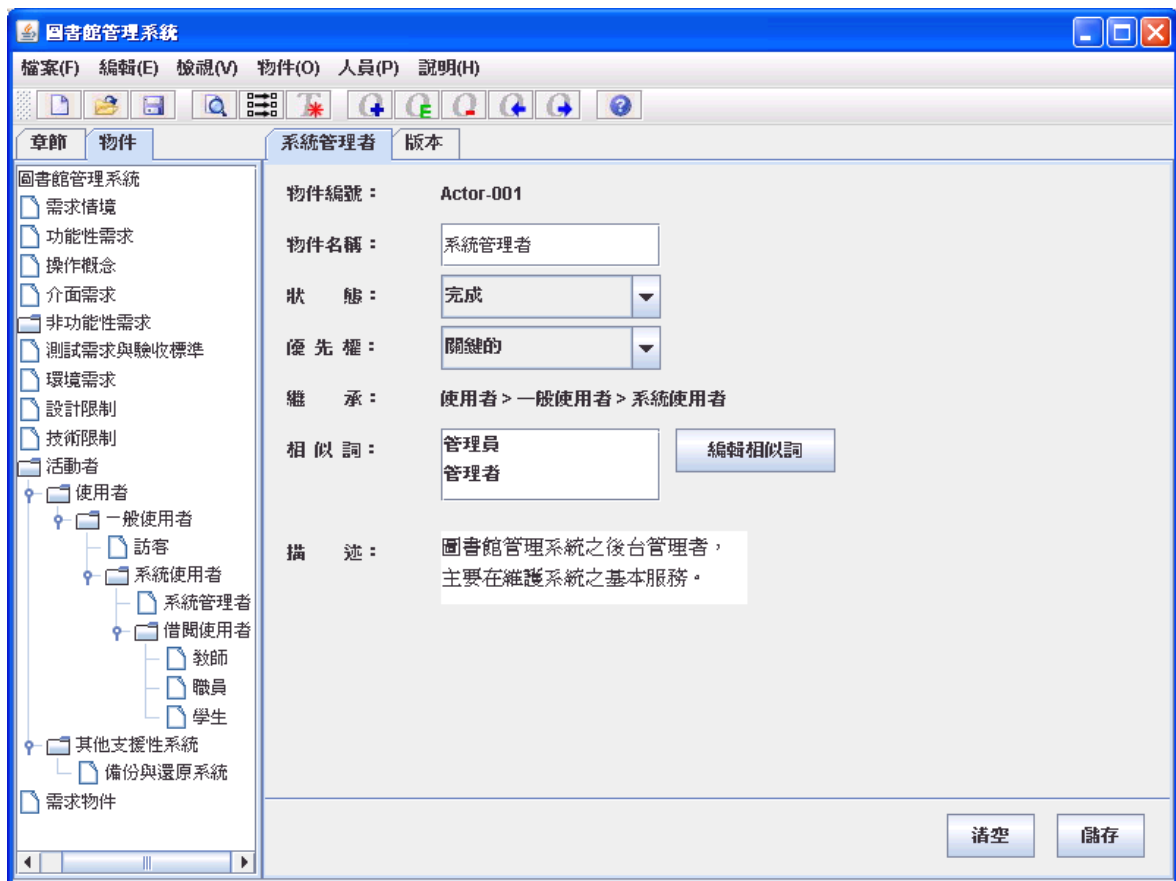 圖書館管理系統
檔案(F) 編輯(E) 檢視(V) 物件(O) 人員(P) 說明(H)
章節 物件
圖書館管理系統
需求情境
功能性需求
操作概念
介面需求
非功能性需求
測試需求與驗收標準
環境需求
設計限制
技術限制
活動者
使用者
一般使用者
訪客
系統使用者
系統管理者
借閱使用者
教師
職員
學生
其他支援性系統
備份與還原系統
需求物件
系統管理者 版本
物件編號： Actor-001
物件名稱： 系統管理者
狀 態： 完成
優 先 權： 關鍵的
繼 承： 使用者 > 一般使用者 > 系統使用者
相 似 詞： 管理員
管理者
編輯相似詞
描 述： 圖書館管理系統之後台管理者，
主要在維護系統之基本服務。
清空 儲存